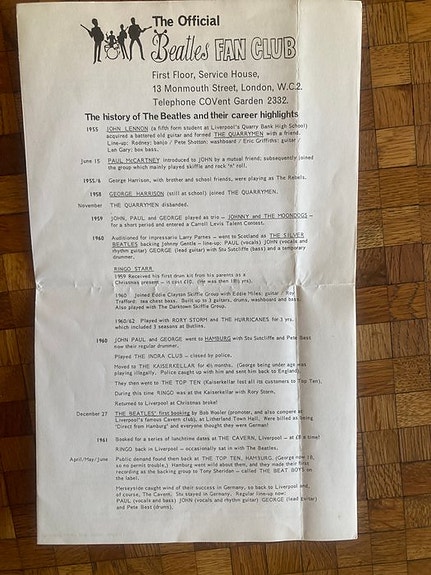 The Official
Beatles FAN CLUB
First Floor, Service House,
13 Monmouth Street, London, W.C.2.
Telephone COVent Garden 2332.
The history of The Beatles and their career highlights
1955 JOHN LENNON (a fifth form student at Liverpool's Quarry Bank High School)
acquired a battered old guitar and formed THE QUARRYMEN with a friend.
Line-up: Rodney: banjo / Pete Shotton: washboard / Eric Griffiths: guitar /
Len Gary: box bass.
June 15 PAUL McCARTNEY introduced to JOHN by a mutual friend; subsequently joined
the group which mainly played skiffle and rock 'n' roll.
1955/6 George Harrison, with brother and school friends, were playing as The Rebels.
1958 GEORGE HARRISON (still at school) joined THE QUARRYMEN.
November THE QUARRYMEN disbanded.
1959 JOHN, PAUL and GEORGE played as trio – JOHNNY and THE MOONDOGS –
for a short period and entered a Carroll Levis Talent Contest.
1960 Auditioned for impressario Larry Parnes – went to Scotland as THE SILVER
BEATLES backing Johnny Gentle – line-up: PAUL (vocals) JOHN (vocals and
rhythm guitar) GEORGE (lead guitar) with Stu Sutcliffe (bass) and a temporary
drummer.
RINGO STARR
1959 Received his first drum kit from his parents as a
Christmas present – it cost £10. (He was then 18½ yrs).
1960 Joined Eddie Clayton Skiffle Group with Eddie Miles: guitar / Roy
Trafford: tea chest bass. Built up to 3 guitars, drums, washboard and bass.
Also played with The Darktown Skiffle Group.
1960/62 Played with RORY STORM and THE HURRICANES for 3 yrs.
which included 3 seasons at Butlins.
1960 JOHN PAUL and GEORGE went to HAMBURG with Stu Sutcliffe and Pete Best
now their regular drummer.
Played THE INDRA CLUB – closed by police.
Moved to THE KAISERKELLAR for 4½ months. (George being under age was
playing illegally. Police caught up with him and sent him back to England).
They then went to THE TOP TEN (Kaiserkellar lost all its customers to Top Ten).
During this time RINGO was at the Kaiserkellar with Rory Storm.
Returned to Liverpool at Christmas broke!
December 27 THE BEATLES' first booking by Bob Wooler (promoter, and also compere at
Liverpool's famous Cavern club), at Litherland Town Hall. Were billed as being
'Direct from Hamburg' and everyone thought they were German!
1961 Booked for a series of lunchtime dates at THE CAVERN, Liverpool – at £5 a time!
RINGO back in Liverpool – occasionally sat in with The Beatles.
April/May/June Public demand found them back at THE TOP TEN, HAMBURG. (George now 18,
so no permit trouble.) Hamburg went wild about them, and they made their first
recording as the backing group to Tony Sheridan – called THE BEAT BOYS on
the label.
Merseyside caught wind of their success in Germany, so back to Liverpool and,
of course, The Cavern. Stu stayed in Germany. Regular line-up now:
PAUL (vocals and bass) JOHN (vocals and rhythm guitar) GEORGE (lead guitar)
and Pete Best (drums).